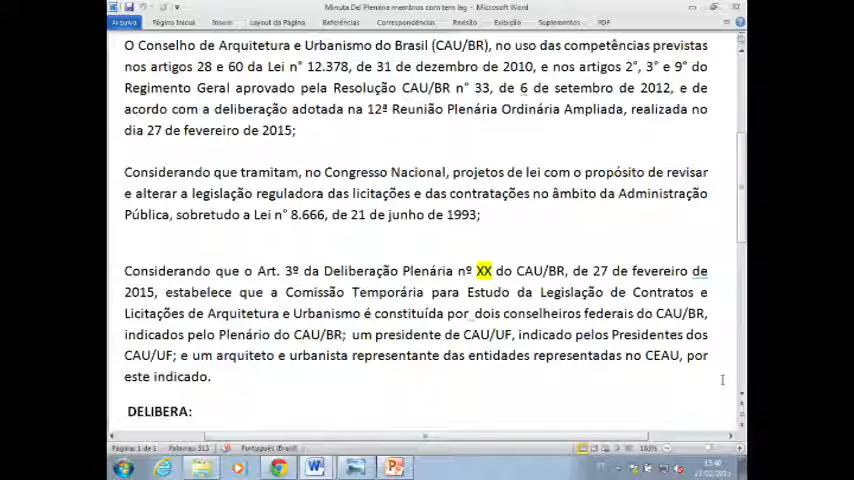 Minuta Del Plenária membros com tem leg - Microsoft Word
Arquivo Página Inicial Inserir Layout da Página Referências Correspondências Revisão Exibição Suplementos PDF
O Conselho de Arquitetura e Urbanismo do Brasil (CAU/BR), no uso das competências previstas
nos artigos 28 e 60 da Lei n° 12.378, de 31 de dezembro de 2010, e nos artigos 2°, 3° e 9° do
Regimento Geral aprovado pela Resolução CAU/BR n° 33, de 6 de setembro de 2012, e de
acordo com a deliberação adotada na 12ª Reunião Plenária Ordinária Ampliada, realizada no
dia 27 de fevereiro de 2015;
Considerando que tramitam, no Congresso Nacional, projetos de lei com o propósito de revisar
e alterar a legislação reguladora das licitações e das contratações no âmbito da Administração
Pública, sobretudo a Lei n° 8.666, de 21 de junho de 1993;
Considerando que o Art. 3º da Deliberação Plenária nº XX do CAU/BR, de 27 de fevereiro de
2015, estabelece que a Comissão Temporária para Estudo da Legislação de Contratos e
Licitações de Arquitetura e Urbanismo é constituída por dois conselheiros federais do CAU/BR,
indicados pelo Plenário do CAU/BR; um presidente de CAU/UF, indicado pelos Presidentes dos
CAU/UF; e um arquiteto e urbanista representante das entidades representadas no CEAU, por
este indicado.
DELIBERA:
Página: 1 de 1 Palavras: 315 Português (Brasil) 160%
PT 15:40